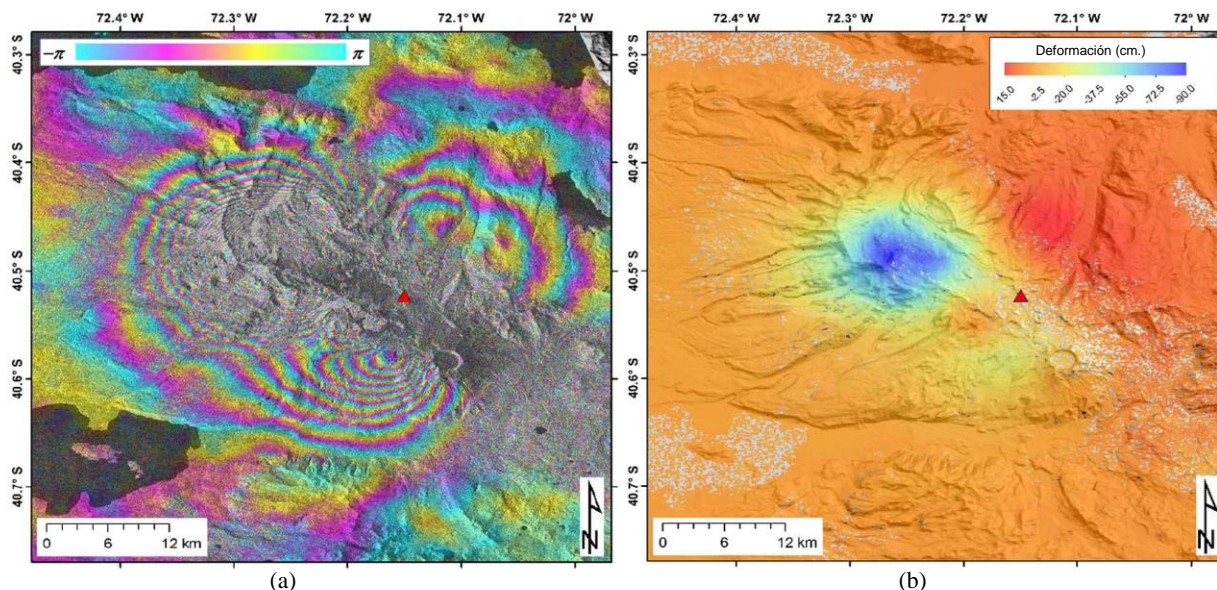 72.4° W 72.3° W 72.2° W 72.1° W 72° W
−π π
40.3° S
40.4° S
40.5° S
40.6° S
40.7° S
0 6 12 km
N
(a)
72.4° W 72.3° W 72.2° W 72.1° W 72° W
Deformación (cm.)
15.0 -2.5 -20.0 -37.5 -55.0 -72.5 -90.0
40.3° S
40.4° S
40.5° S
40.6° S
40.7° S
0 6 12 km
N
(b)